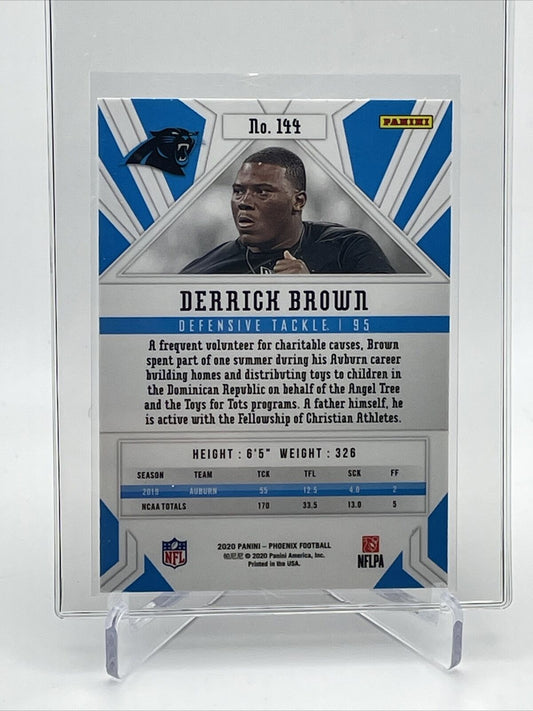 No. 144
PANINI
DERRICK BROWN
DEFENSIVE TACKLE | 95
A frequent volunteer for charitable causes, Brown
spent part of one summer during his Auburn career
building homes and distributing toys to children in
the Dominican Republic on behalf of the Angel Tree
and the Toys for Tots programs. A father himself, he
is active with the Fellowship of Christian Athletes.
HEIGHT : 6'5" WEIGHT : 326
SEASON TEAM TCK TFL SCK FF
2019 AUBURN 55 12.5 4.0 2
NCAA TOTALS 170 33.5 13.0 5
NFL
2020 PANINI – PHOENIX FOOTBALL
帕尼尼 © 2020 Panini America, Inc.
Printed in the USA.
NFLPA